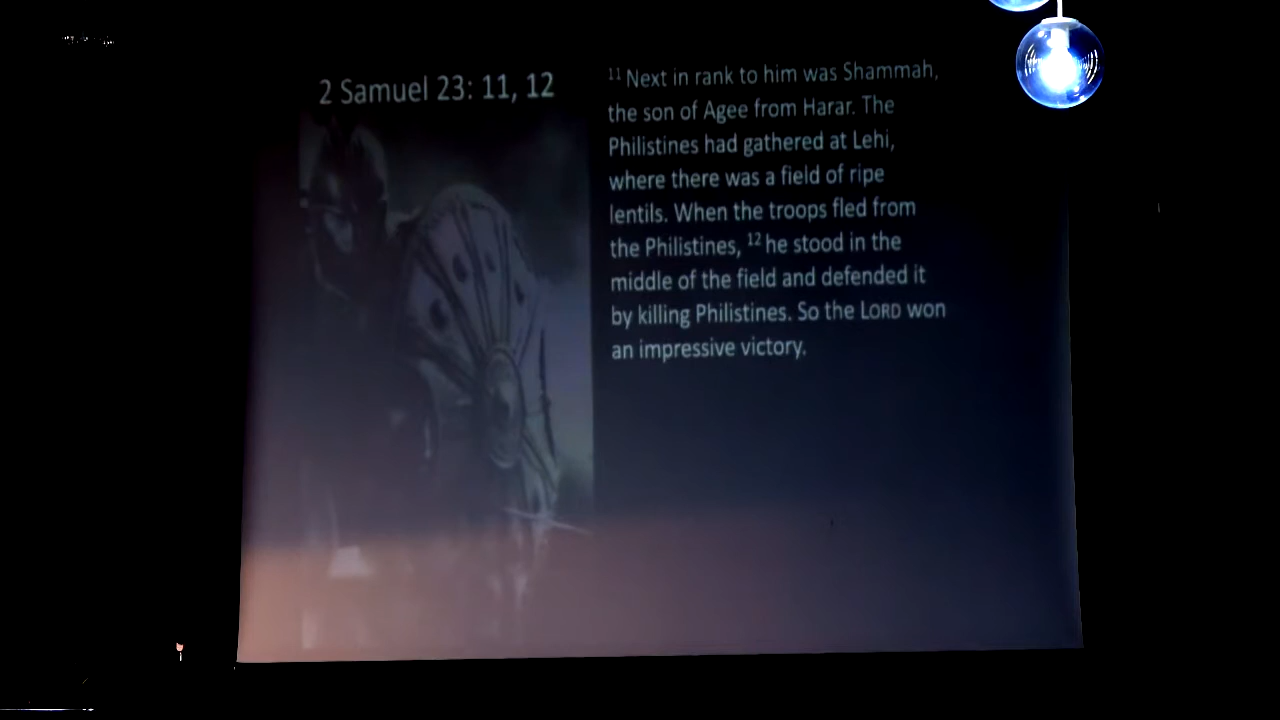 2 Samuel 23: 11, 12
11 Next in rank to him was Shammah,
the son of Agee from Harar. The
Philistines had gathered at Lehi,
where there was a field of ripe
lentils. When the troops fled from
the Philistines, 12 he stood in the
middle of the field and defended it
by killing Philistines. So the LORD won
an impressive victory.